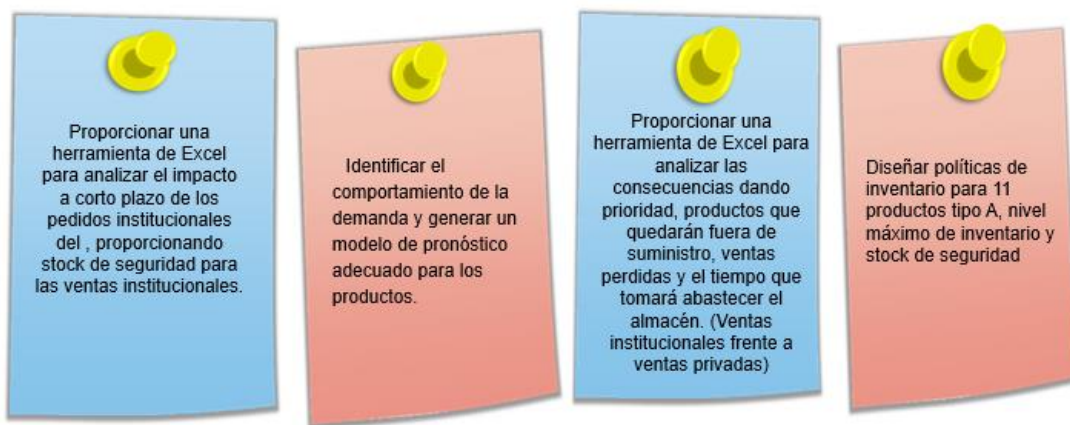 Proporcionar una
herramienta de Excel
para analizar el impacto
a corto plazo de los
pedidos institucionales
del , proporcionando
stock de seguridad para
las ventas institucionales.
Identificar el
comportamiento de la
demanda y generar un
modelo de pronóstico
adecuado para los
productos.
Proporcionar una
herramienta de Excel para
analizar las
consecuencias dando
prioridad, productos que
quedarán fuera de
suministro, ventas
perdidas y el tiempo que
tomará abastecer el
almacén. (Ventas
institucionales frente a
ventas privadas)
Diseñar políticas de
inventario para 11
productos tipo A, nivel
máximo de inventario y
stock de seguridad